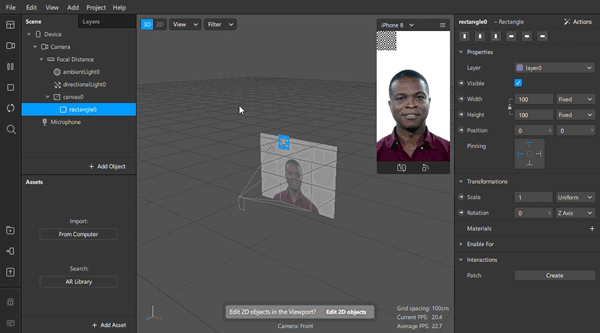 File Edit View Add Project Help
Scene Layers
Device
Camera
Focal Distance
ambientLight0
directionalLight0
canvas0
rectangle0
Microphone
+ Add Object
Assets
Import:
From Computer
Search:
AR Library
+ Add Asset
3D 2D View Filter
iPhone 8
Edit 2D objects in the Viewport? Edit 2D objects
Camera: Front
Grid spacing: 100cm
Current FPS: 20.4
Average FPS: 22.7
rectangle0 – Rectangle Actions
Properties
Layer layer0
Visible
Width 100 Fixed
Height 100 Fixed
Position 0 0
Pinning
Transformations
Scale 1 Uniform
Rotation 0 Z Axis
Materials +
Enable For
Interactions
Patch Create